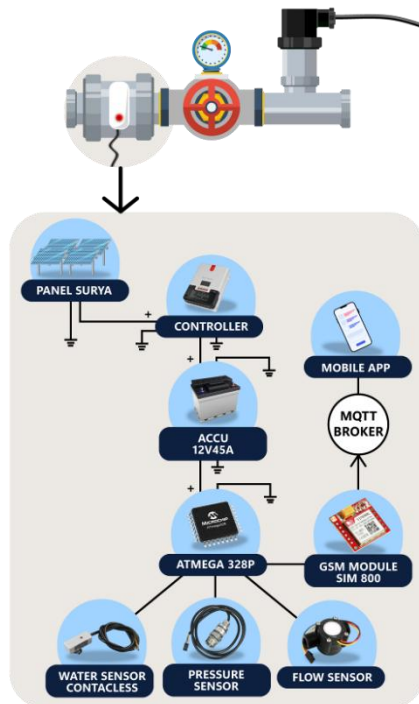 PANEL SURYA
+
CONTROLLER
+
MOBILE APP
MQTT
BROKER
ACCU
12V45A
+
MICROCHIP
ATMEGA 328P
GSM MODULE
SIM 800
WATER SENSOR
CONTACLESS
PRESSURE
SENSOR
FLOW SENSOR